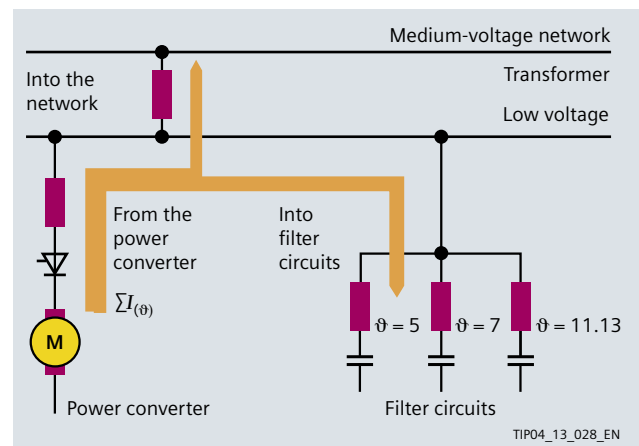 Medium-voltage network
Into the
network
Transformer
Low voltage
From the
power
converter
∑I(ϑ)
Into
filter
circuits
ϑ = 5
ϑ = 7
ϑ = 11.13
M
Power converter
Filter circuits
TIP04_13_028_EN